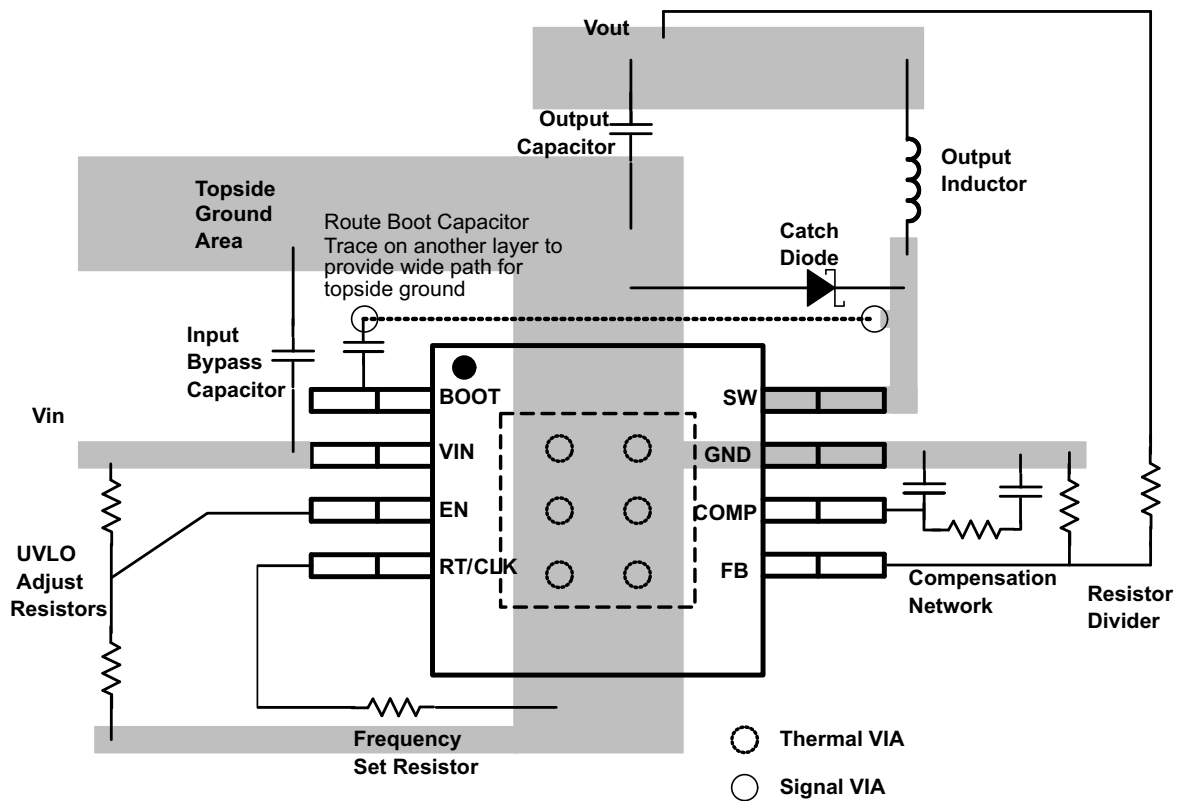 Vout
Output
Capacitor
Output
Inductor
Topside
Ground
Area
Route Boot Capacitor
Trace on another layer to
provide wide path for
topside ground
Catch
Diode
Input
Bypass
Capacitor
Vin
BOOT
VIN
EN
RT/CLK
SW
GND
COMP
FB
UVLO
Adjust
Resistors
Compensation
Network
Resistor
Divider
Frequency
Set Resistor
Thermal VIA
Signal VIA